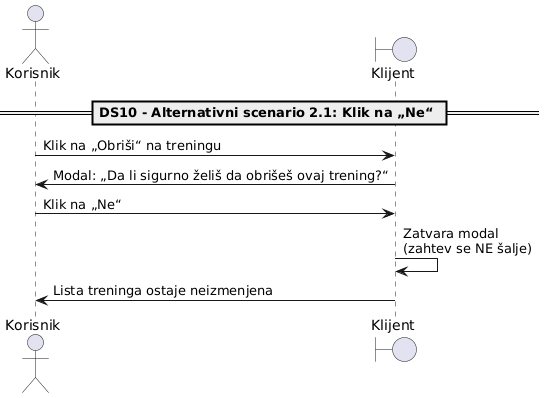 Korisnik
Klijent
DS10 - Alternativni scenario 2.1: Klik na „Ne“
Klik na „Obriši“ na treningu
Modal: „Da li sigurno želiš da obrišeš ovaj trening?“
Klik na „Ne“
Zatvara modal
(zahtev se NE šalje)
Lista treninga ostaje neizmenjena
Korisnik
Klijent